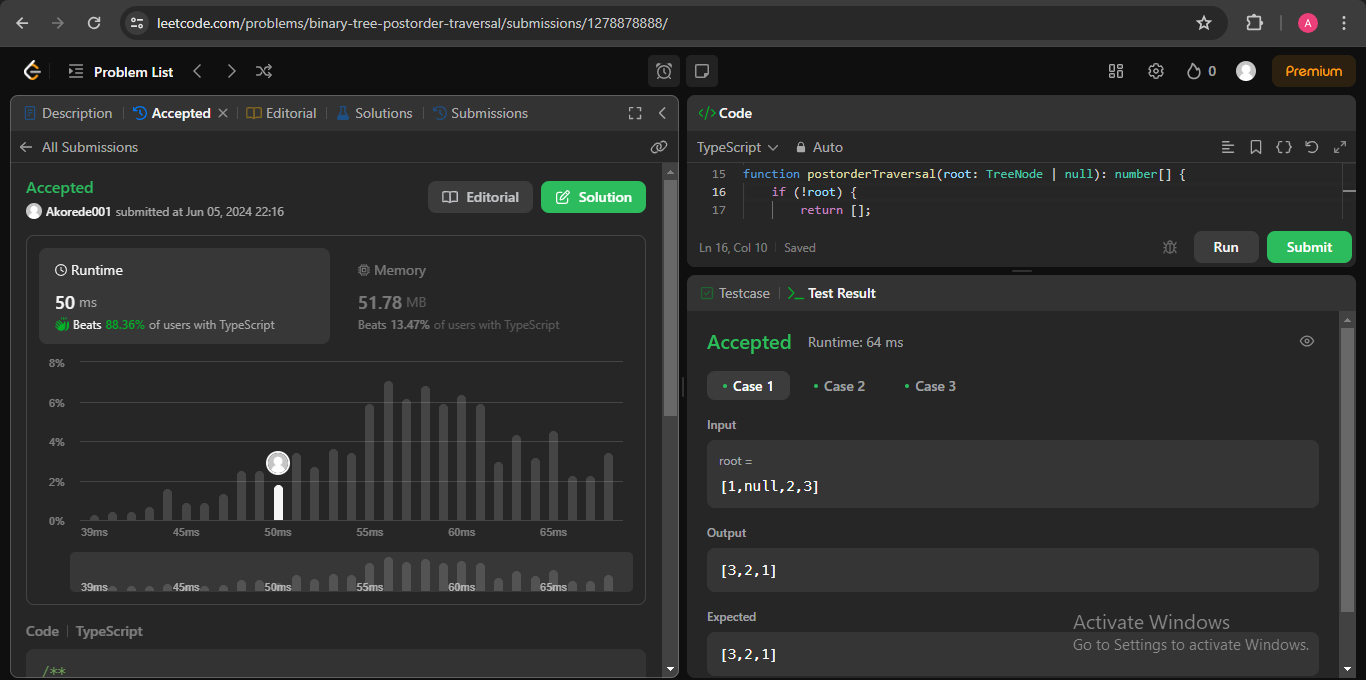 leetcode.com/problems/binary-tree-postorder-traversal/submissions/1278878888/
A
Problem List
0
Premium
Description
Accepted
Editorial
Solutions
Submissions
All Submissions
Accepted
Akorede001 submitted at Jun 05, 2024 22:16
Editorial
Solution
Runtime
50 ms
Beats 88.36% of users with TypeScript
Memory
51.78 MB
Beats 13.47% of users with TypeScript
8%
6%
4%
2%
0%
39ms 45ms 50ms 55ms 60ms 65ms
39ms 45ms 50ms 55ms 60ms 65ms
Code TypeScript
/**
</> Code
TypeScript Auto
15 function postorderTraversal(root: TreeNode | null): number[] {
16 if (!root) {
17 return [];
Ln 16, Col 10 Saved
Run
Submit
Testcase
>_ Test Result
Accepted Runtime: 64 ms
• Case 1 • Case 2 • Case 3
Input
root =
[1,null,2,3]
Output
[3,2,1]
Expected
[3,2,1]
Activate Windows
Go to Settings to activate Windows.